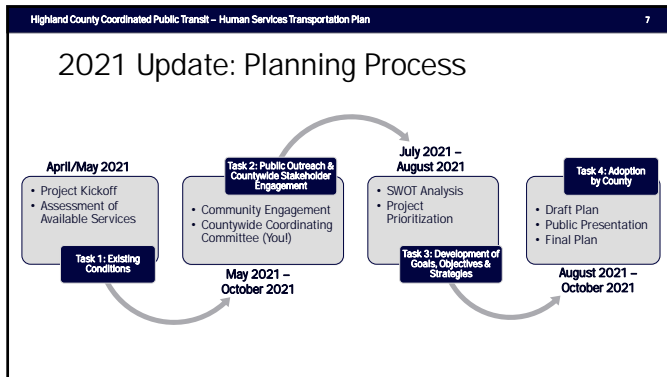 Highland County Coordinated Public Transit – Human Services Transportation Plan
7
2021 Update: Planning Process
April/May 2021
• Project Kickoff
• Assessment of
Available Services
Task 1: Existing
Conditions
Task 2: Public Outreach &
Countywide Stakeholder
Engagement
• Community Engagement
• Countywide Coordinating
Committee (You!)
May 2021 –
October 2021
July 2021 –
August 2021
• SWOT Analysis
• Project
Prioritization
Task 3: Development of
Goals, Objectives &
Strategies
Task 4: Adoption
by County
• Draft Plan
• Public Presentation
• Final Plan
August 2021 –
October 2021